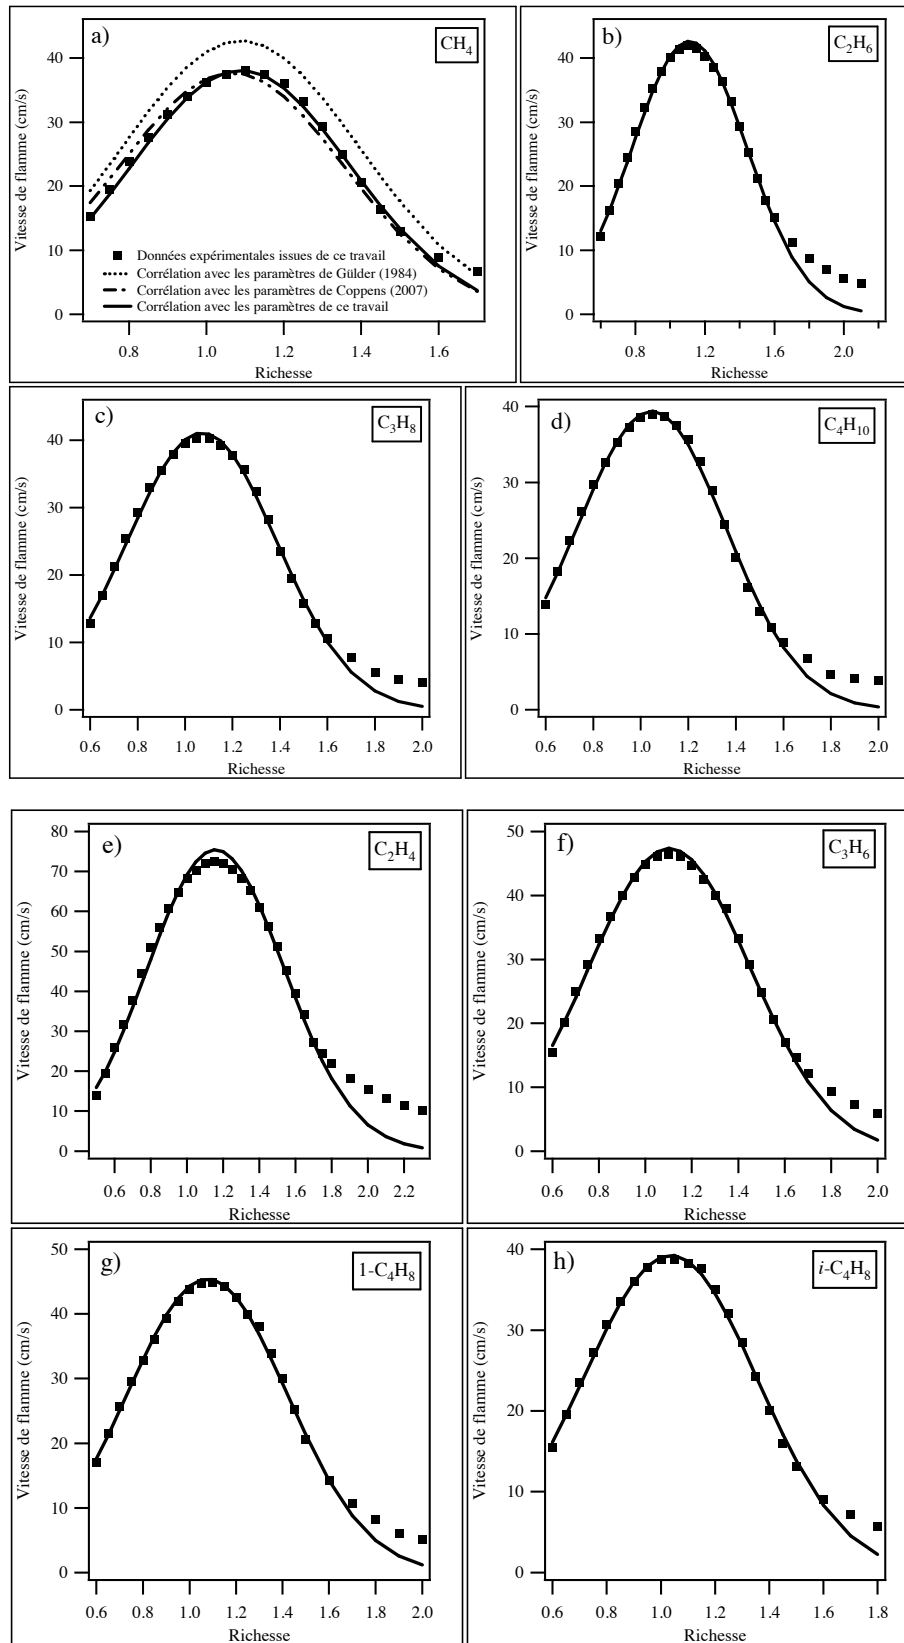 a)
CH4
Vitesse de flamme (cm/s)
40
30
20
10
0
Données expérimentales issues de ce travail
Corrélation avec les paramètres de Gülder (1984)
Corrélation avec les paramètres de Coppens (2007)
Corrélation avec les paramètres de ce travail
0.8 1.0 1.2 1.4 1.6
Richesse
b)
C2H6
Vitesse de flamme (cm/s)
40
30
20
10
0
0.8 1.2 1.6 2.0
Richesse
c)
C3H8
Vitesse de flamme (cm/s)
40
30
20
10
0
0.6 0.8 1.0 1.2 1.4 1.6 1.8 2.0
Richesse
d)
C4H10
Vitesse de flamme (cm/s)
40
30
20
10
0
0.6 0.8 1.0 1.2 1.4 1.6 1.8 2.0
Richesse
e)
C2H4
Vitesse de flamme (cm/s)
80
70
60
50
40
30
20
10
0
0.6 0.8 1.0 1.2 1.4 1.6 1.8 2.0 2.2
Richesse
f)
C3H6
Vitesse de flamme (cm/s)
50
40
30
20
10
0
0.6 0.8 1.0 1.2 1.4 1.6 1.8 2.0
Richesse
g)
1-C4H8
Vitesse de flamme (cm/s)
50
40
30
20
10
0
0.6 0.8 1.0 1.2 1.4 1.6 1.8 2.0
Richesse
h)
i-C4H8
Vitesse de flamme (cm/s)
40
30
20
10
0
0.6 0.8 1.0 1.2 1.4 1.6 1.8
Richesse